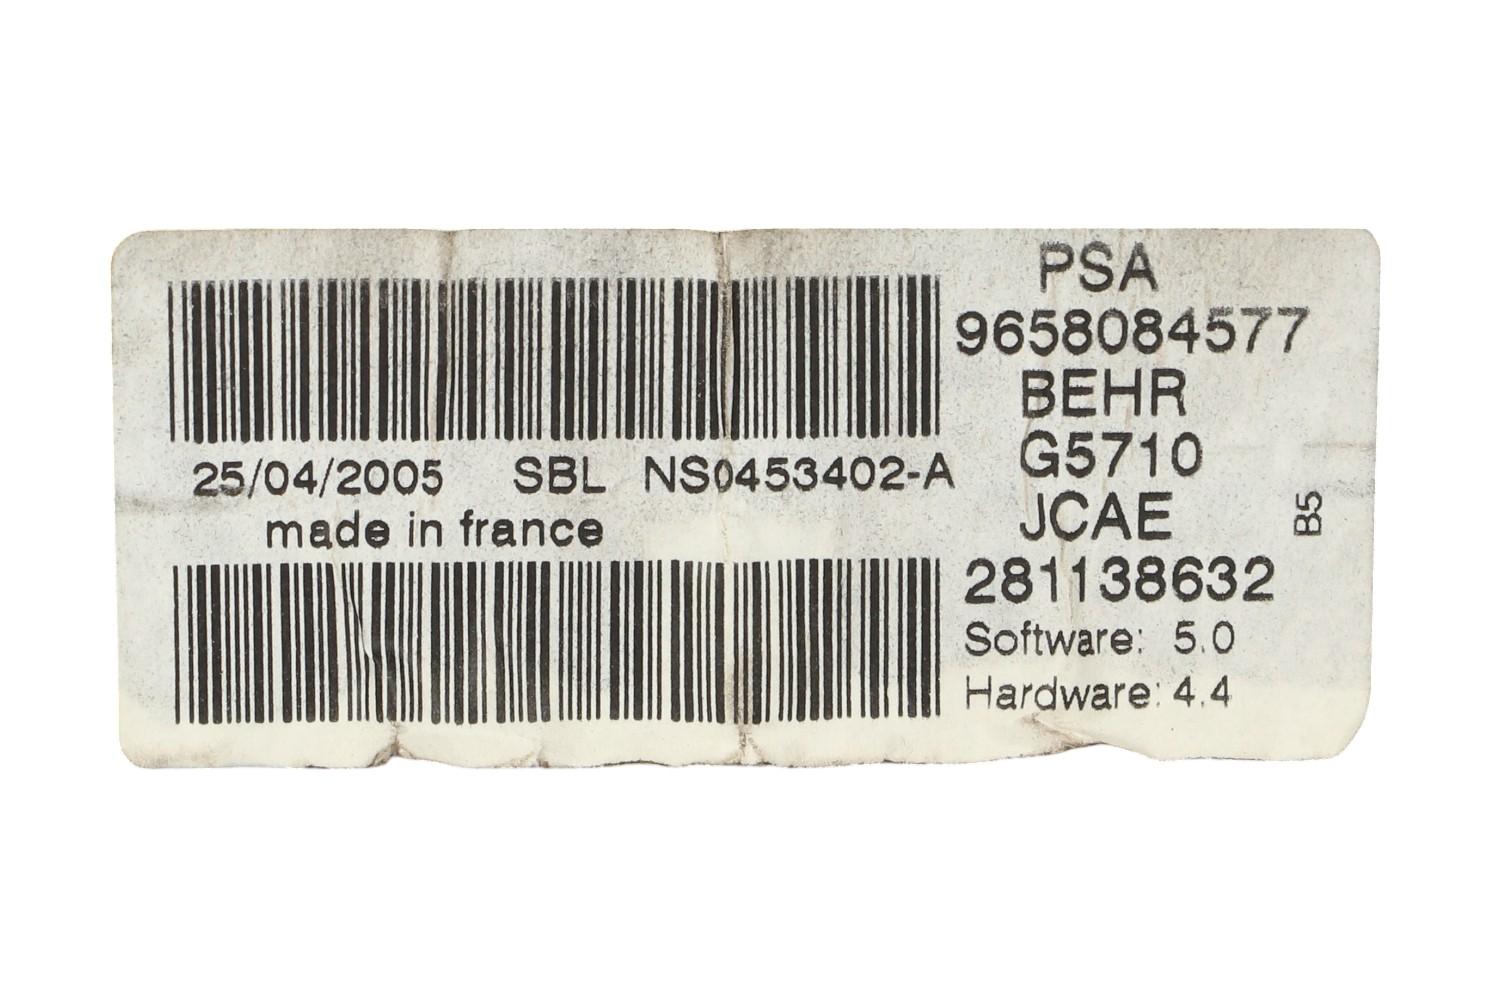 PSA
9658084577
BEHR
G5710
JCAE
281138632
Software: 5.0
Hardware: 4.4
B5
25/04/2005 SBL NS0453402-A
made in france